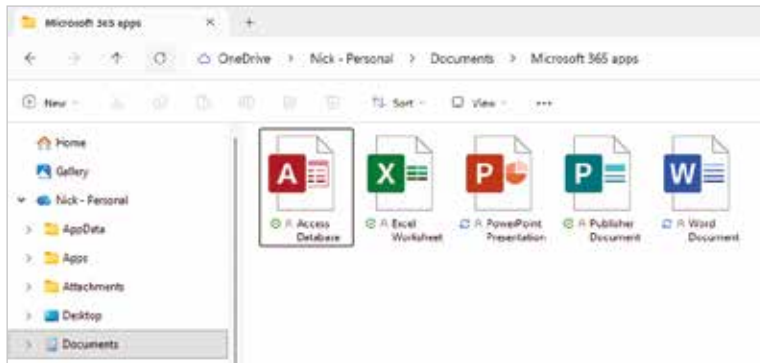 Microsoft 365 apps
OneDrive > Nick - Personal > Documents > Microsoft 365 apps
New Sort View ...
Home
Gallery
Nick - Personal
AppData
Apps
Attachments
Desktop
Documents
A
X
P
P
W
A Access Database
A Excel Worksheet
A PowerPoint Presentation
A Publisher Document
A Word Document